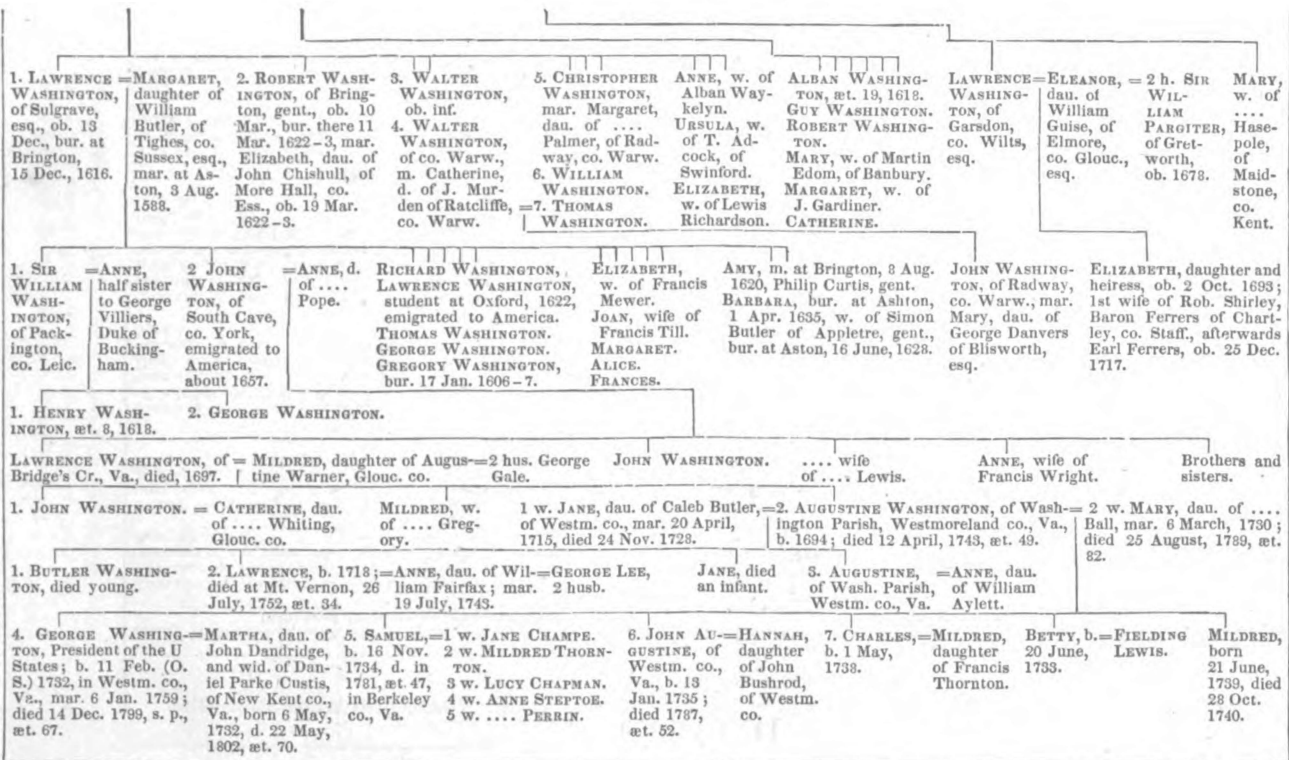 1. LAWRENCE =
WASHINGTON,
of Sulgrave,
esq., ob. 13
Dec., bur. at
Brington,
15 Dec., 1616.
MARGARET,
daughter of
William
Butler, of
Tighes, co.
Sussex, esq.,
mar. at As-
ton, 3 Aug.
1588.
2. ROBERT WASH-
INGTON, of Bring-
ton, gent., ob. 10
Mar., bur. there 11
Mar. 1622-3, mar.
Elizabeth, dau. of
John Chishull, of
More Hall, co.
Ess., ob. 19 Mar.
1622-3.
3. WALTER
WASHINGTON,
ob. inf.
4. WALTER
WASHINGTON,
of co. Warw.,
m. Catherine,
d. of J. Mur-
den of Ratcliffe,
co. Warw.
5. CHRISTOPHER
WASHINGTON,
mar. Margaret,
dau. of ....
Palmer, of Rad-
way, co. Warw.
6. WILLIAM
WASHINGTON.
=7. THOMAS
WASHINGTON.
ANNE, w. of
Alban Way-
kelyn.
URSULA, w.
of T. Ad-
cock, of
Swinford.
ELIZABETH,
w. of Lewis
Richardson.
ALBAN WASHING-
TON, æt. 19, 1618.
GUY WASHINGTON.
ROBERT WASHING-
TON.
MARY, w. of Martin
Edom, of Banbury.
MARGARET, w. of
J. Gardiner.
CATHERINE.
LAWRENCE=
WASHING-
TON, of
Garsdon,
co. Wilts,
esq.
ELEANOR, =
dau. of
William
Guise, of
Elmore,
co. Glouc.,
esq.
2 h. SIR
WIL-
LIAM
PARGITER,
of Gret-
worth,
ob. 1678.
MARY,
w. of
....
Hase-
pole,
of
Maid-
stone,
co.
Kent.
1. SIR
WILLIAM
WASH-
INGTON,
of Pack-
ington,
co. Leic.
=ANNE,
half sister
to George
Villiers,
Duke of
Bucking-
ham.
2 JOHN
WASHING-
TON, of
South Cave,
co. York,
emigrated to
America,
about 1657.
=ANNE, d.
of ....
Pope.
RICHARD WASHINGTON,
LAWRENCE WASHINGTON,
student at Oxford, 1622,
emigrated to America.
THOMAS WASHINGTON.
GEORGE WASHINGTON.
GREGORY WASHINGTON,
bur. 17 Jan. 1606-7.
ELIZABETH,
w. of Francis
Mewer.
JOAN, wife of
Francis Till.
MARGARET.
ALICE.
FRANCES.
AMY, m. at Brington, 8 Aug.
1620, Philip Curtis, gent.
BARBARA, bur. at Ashton,
1 Apr. 1635, w. of Simon
Butler of Appletre, gent.,
bur. at Aston, 16 June, 1628.
JOHN WASHING-
TON, of Radway,
co. Warw., mar.
Mary, dau. of
George Danvers
of Blisworth,
esq.
ELIZABETH, daughter and
heiress, ob. 2 Oct. 1693;
1st wife of Rob. Shirley,
Baron Ferrers of Chart-
ley, co. Staff., afterwards
Earl Ferrers, ob. 25 Dec.
1717.
1. HENRY WASH-
INGTON, æt. 8, 1618.
2. GEORGE WASHINGTON.
LAWRENCE WASHINGTON, of =
Bridge's Cr., Va., died, 1697.
MILDRED, daughter of Augus-
tine Warner, Glouc. co.
=2 hus. George
Gale.
JOHN WASHINGTON.
.... wife
of .... Lewis.
ANNE, wife of
Francis Wright.
Brothers and
sisters.
1. JOHN WASHINGTON. =
CATHERINE, dau.
of .... Whiting,
Glouc. co.
MILDRED, w.
of .... Greg-
ory.
1 w. JANE, dau. of Caleb Butler,
of Westm. co., mar. 20 April,
1715, died 24 Nov. 1728.
=2. AUGUSTINE WASHINGTON, of Wash-
ington Parish, Westmoreland co., Va.,
b. 1694; died 12 April, 1743, æt. 49.
= 2 w. MARY, dau. of ....
Ball, mar. 6 March, 1730;
died 25 August, 1789, æt.
82.
1. BUTLER WASHING-
TON, died young.
2. LAWRENCE, b. 1718;
died at Mt. Vernon, 26
July, 1752, æt. 34.
=ANNE, dau. of Wil-
liam Fairfax; mar.
19 July, 1743.
=GEORGE LEE,
2 husb.
JANE, died
an infant.
3. AUGUSTINE,
of Wash. Parish,
Westm. co., Va.
=ANNE, dau.
of William
Aylett.
4. GEORGE WASHING-
TON, President of the U
States; b. 11 Feb. (O.
S.) 1732, in Westm. co.,
Va., mar. 6 Jan. 1759;
died 14 Dec. 1799, s. p.,
æt. 67.
=MARTHA, dau. of
John Dandridge,
and wid. of Dan-
iel Parke Custis,
of New Kent co.,
Va., born 6 May,
1732, d. 22 May,
1802, æt. 70.
5. SAMUEL,
b. 16 Nov.
1734, d. in
1781, æt. 47,
in Berkeley
co., Va.
=1 w. JANE CHAMPE.
2 w. MILDRED THORN-
TON.
3 w. LUCY CHAPMAN.
4 w. ANNE STEPTOE.
5 w. .... PERRIN.
6. JOHN AU-
GUSTINE, of
Westm. co.,
Va., b. 13
Jan. 1735;
died 1787,
æt. 52.
=HANNAH,
daughter
of John
Bushrod,
of Westm.
co.
7. CHARLES,
b. 1 May,
1738.
=MILDRED,
daughter
of Francis
Thornton.
BETTY, b.
20 June,
1733.
=FIELDING
LEWIS.
MILDRED,
born
21 June,
1739, died
28 Oct.
1740.